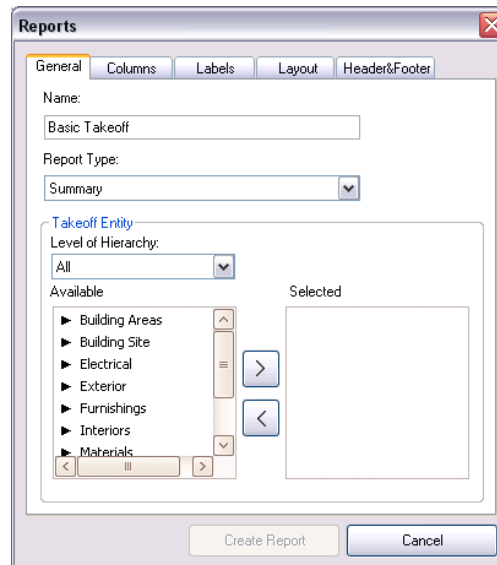 Reports
General Columns Labels Layout Header&Footer
Name:
Basic Takeoff
Report Type:
Summary
Takeoff Entity
Level of Hierarchy:
All
Available Selected
Building Areas
Building Site
Electrical
Exterior
Furnishings
Interiors
Materials
Create Report Cancel